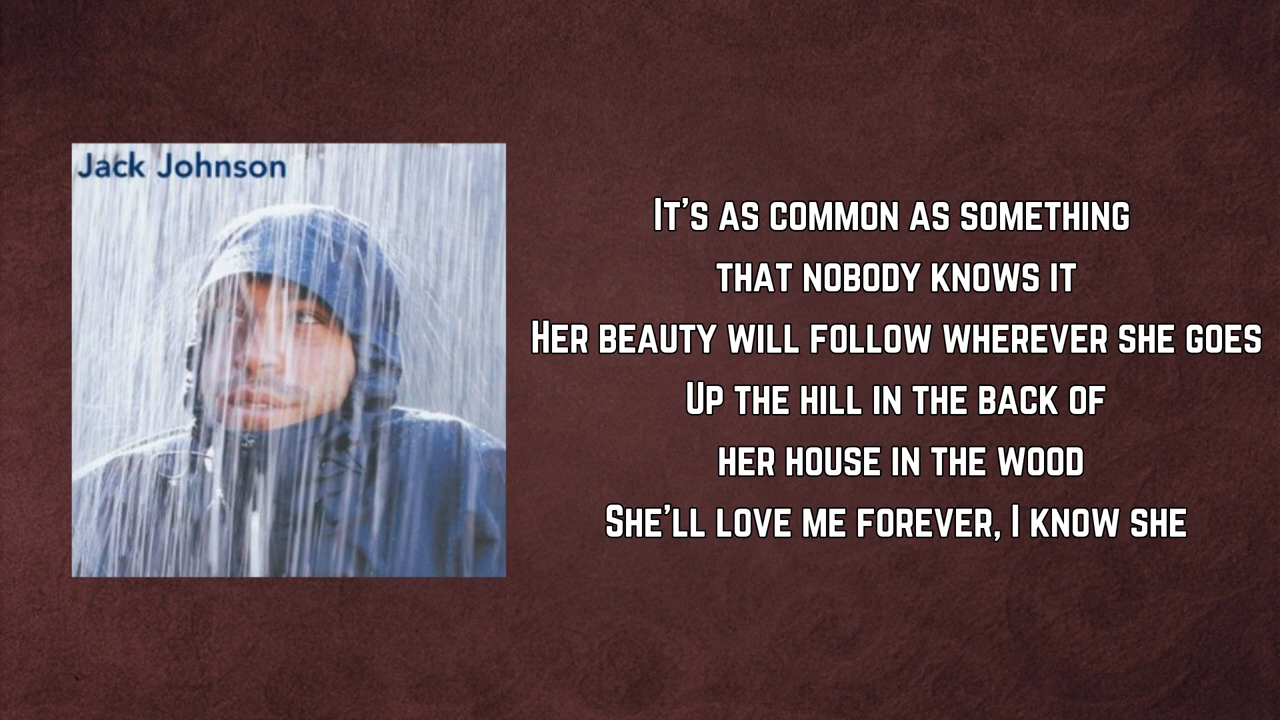 Jack Johnson
It's as common as something
that nobody knows it
Her beauty will follow wherever she goes
Up the hill in the back of
her house in the wood
She'll love me forever, I know she